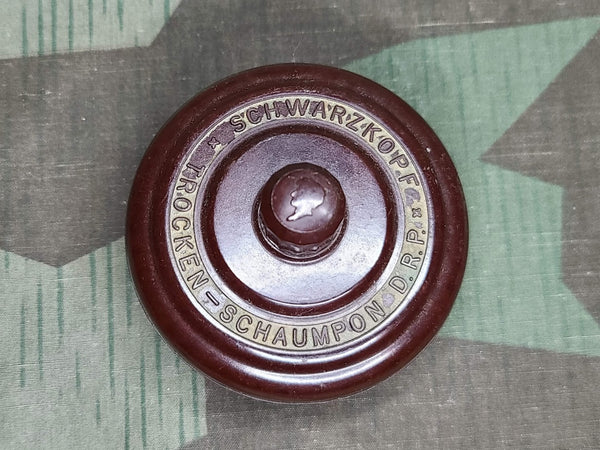 * SCHWARZKOPF *
TROCKEN-SCHAUMPON D.R.P.